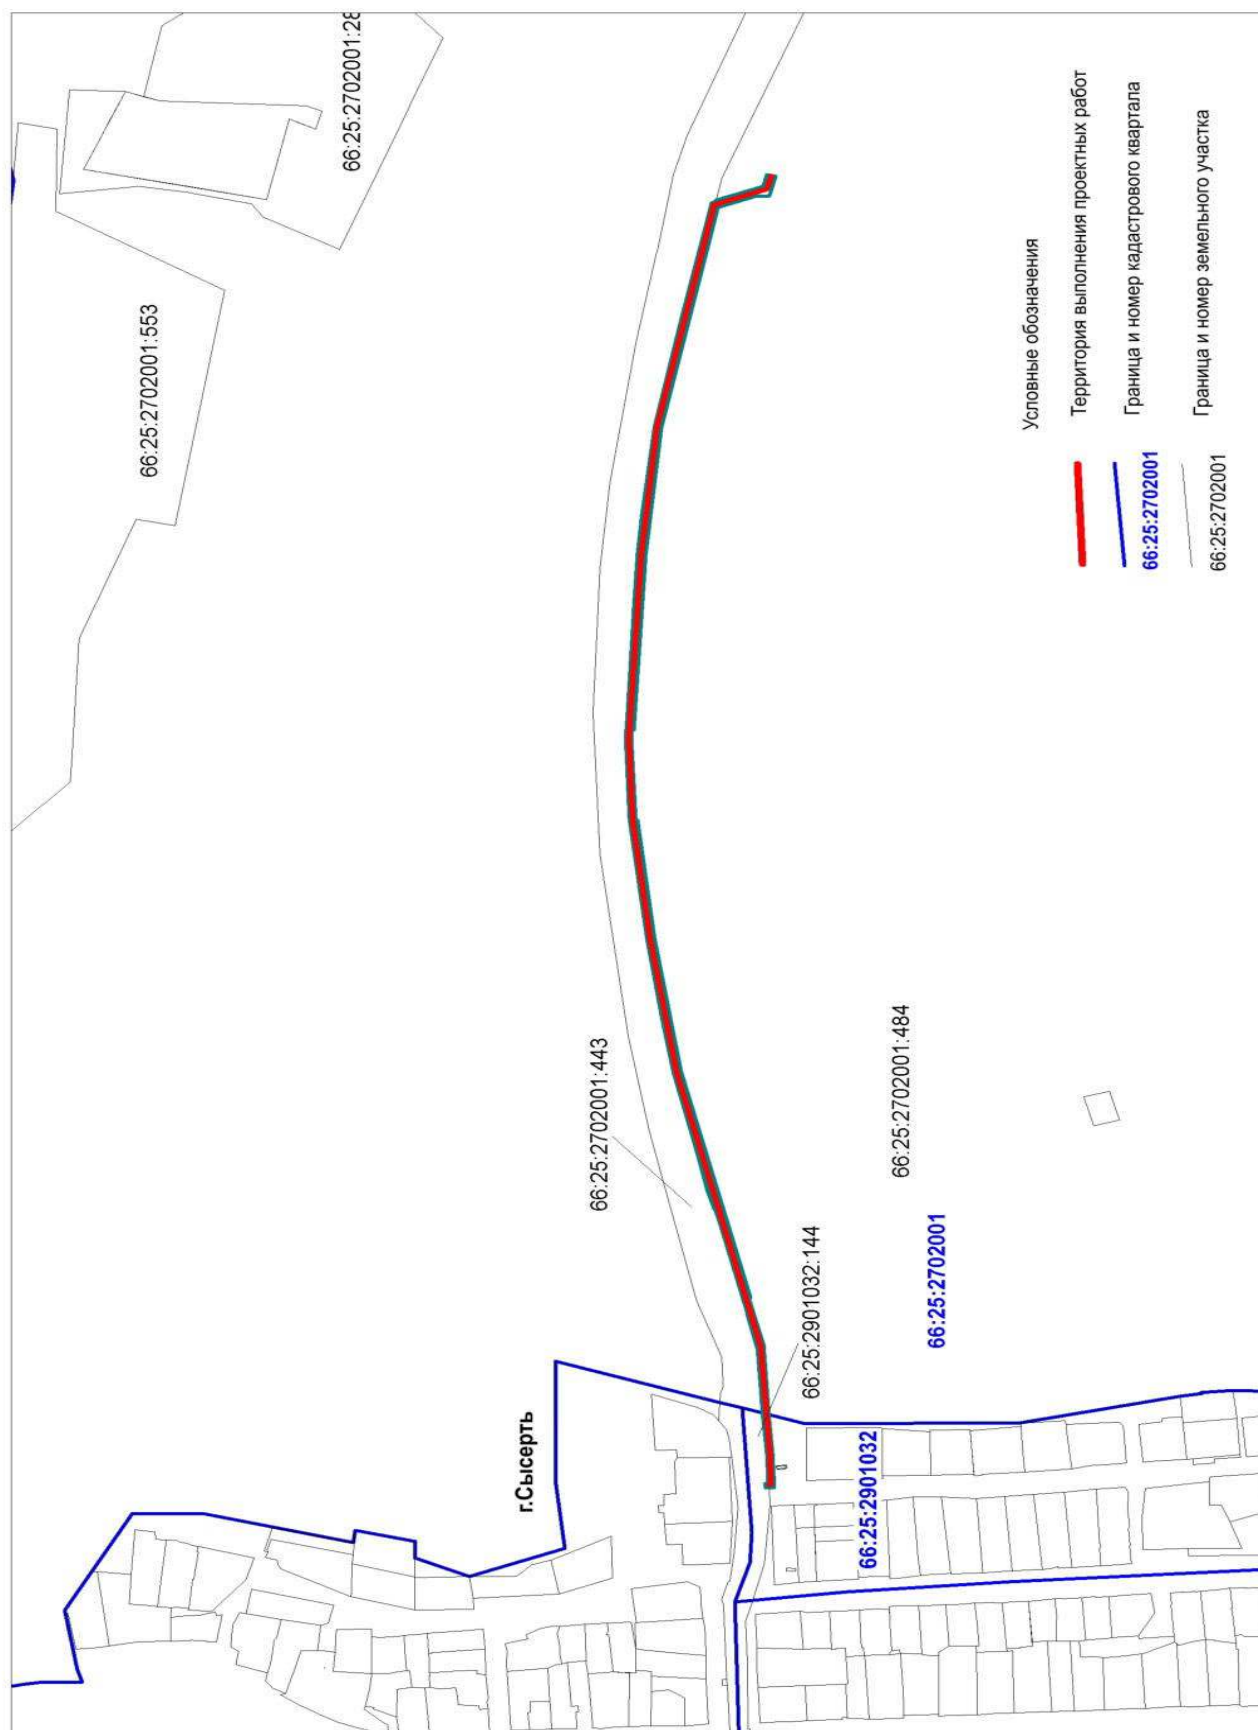 66:25:2702001:28
66:25:2702001:553
66:25:2702001:443
г.Сысерть
66:25:2901032:144
66:25:2702001:484
66:25:2702001
66:25:2901032
Условные обозначения
Территория выполнения проектных работ
Граница и номер кадастрового квартала
66:25:2702001
Граница и номер земельного участка
66:25:2702001